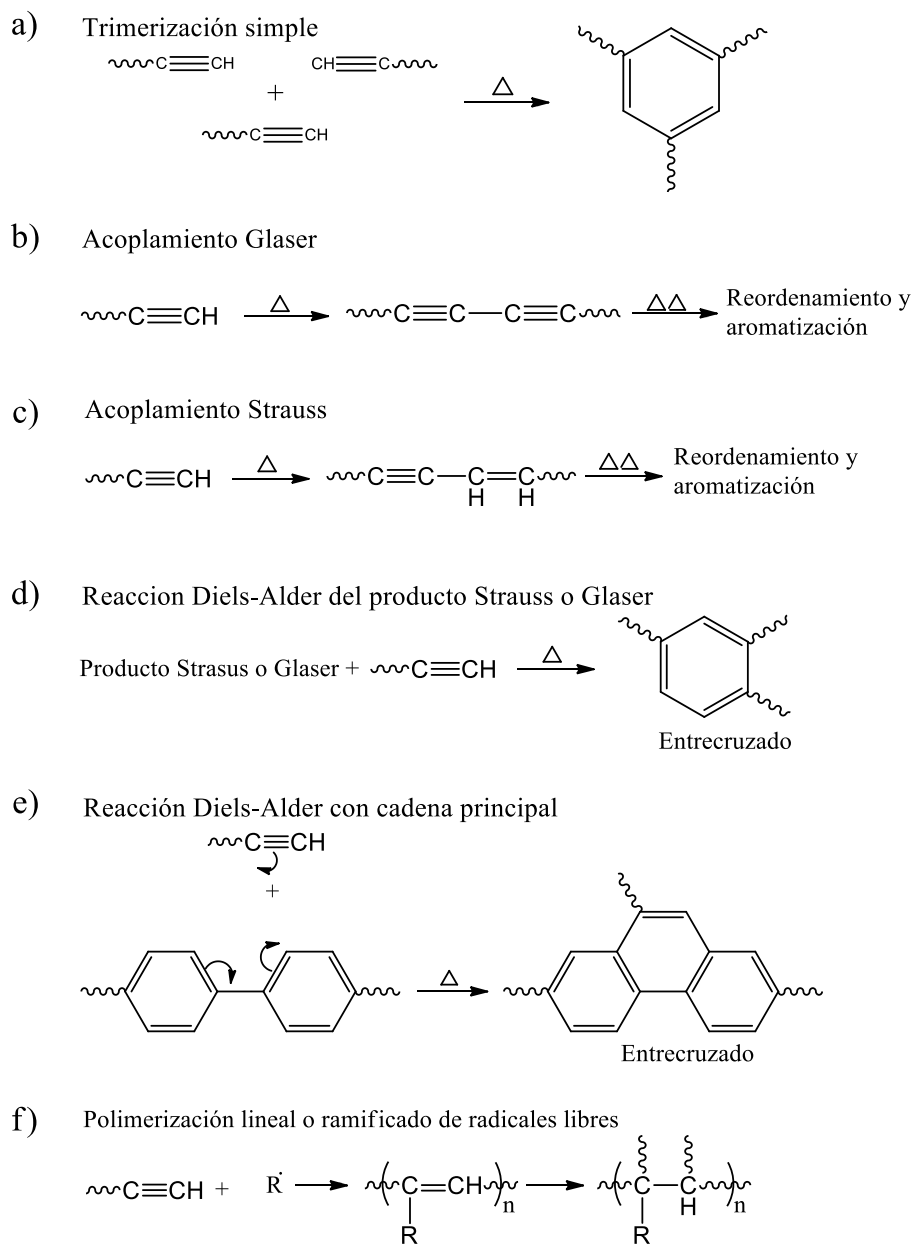 a) Trimerización simple
C≡CH CH≡C
+ △
C≡CH
b) Acoplamiento Glaser
C≡CH △ C≡C—C≡C △△ Reordenamiento y
aromatización
c) Acoplamiento Strauss
C≡CH △ C≡C—C=C △△ Reordenamiento y
H H aromatización
d) Reaccion Diels-Alder del producto Strauss o Glaser
Producto Strasus o Glaser + C≡CH △
Entrecruzado
e) Reacción Diels-Alder con cadena principal
C≡CH
+
△
Entrecruzado
f) Polimerización lineal o ramificado de radicales libres
C≡CH + Ṙ (C=CH)n (C—C)n
H
R R